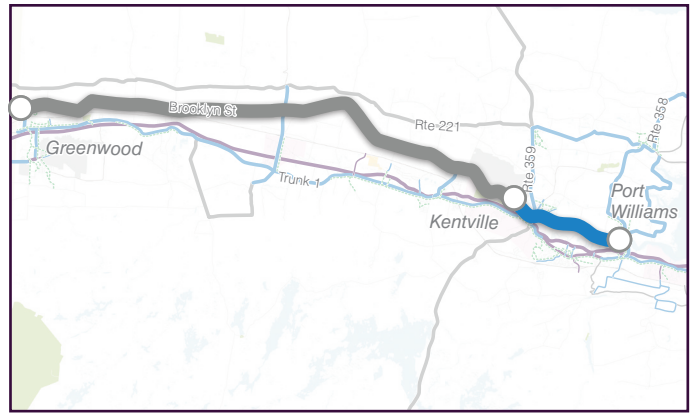 Brooklyn St
Rte 358
Rte 221
Greenwood
Rte 359
Trunk 1
Port
Williams
Kentville